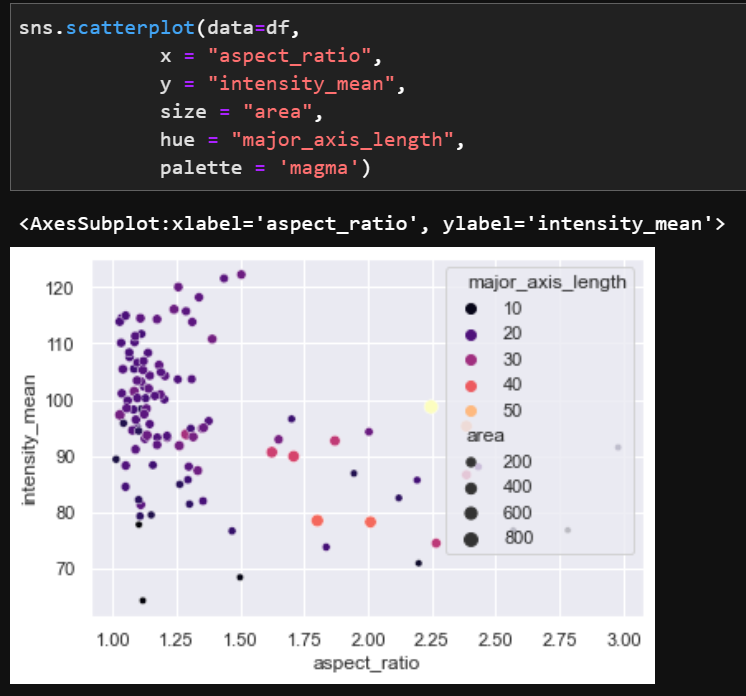 sns.scatterplot(data=df,
x = "aspect_ratio",
y = "intensity_mean",
size = "area",
hue = "major_axis_length",
palette = 'magma')
<AxesSubplot:xlabel='aspect_ratio', ylabel='intensity_mean'>
major_axis_length
10
20
30
40
50
area
200
400
600
800
intensity_mean
120
110
100
90
80
70
1.00 1.25 1.50 1.75 2.00 2.25 2.50 2.75 3.00
aspect_ratio